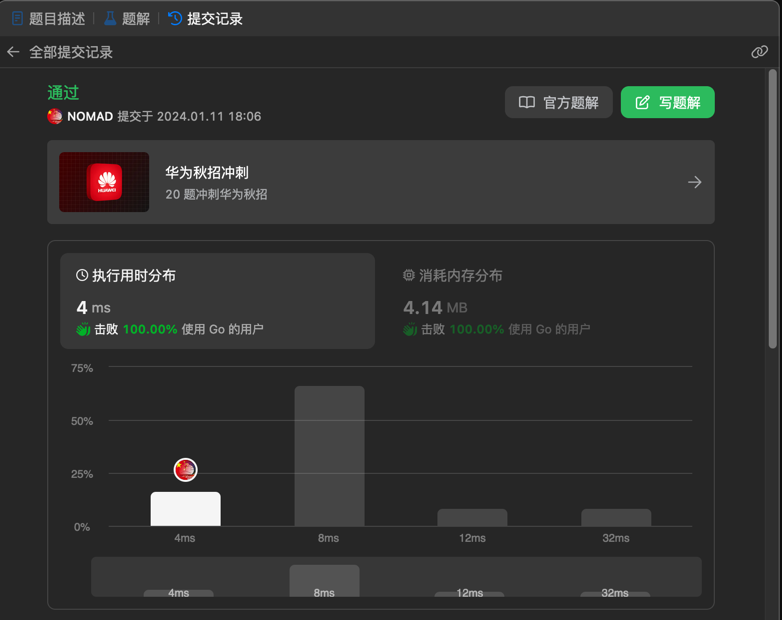 题目描述 题解 提交记录
全部提交记录
通过
NOMAD 提交于 2024.01.11 18:06
官方题解 写题解
HUAWEI
华为秋招冲刺
20 题冲刺华为秋招
执行用时分布
4 ms
击败 100.00% 使用 Go 的用户
消耗内存分布
4.14 MB
击败 100.00% 使用 Go 的用户
75%
50%
25%
0%
4ms 8ms 12ms 32ms
4ms 8ms 12ms 32ms